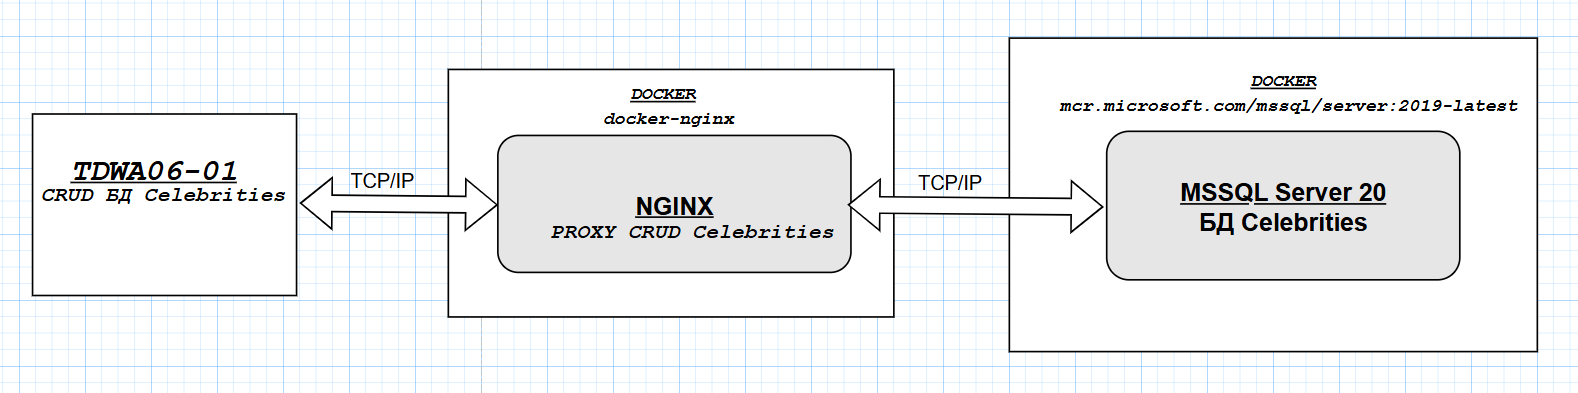 TDWA06-01
CRUD БД Celebrities
TCP/IP
DOCKER
docker-nginx
NGINX
PROXY CRUD Celebrities
TCP/IP
DOCKER
mcr.microsoft.com/mssql/server:2019-latest
MSSQL Server 20
БД Celebrities